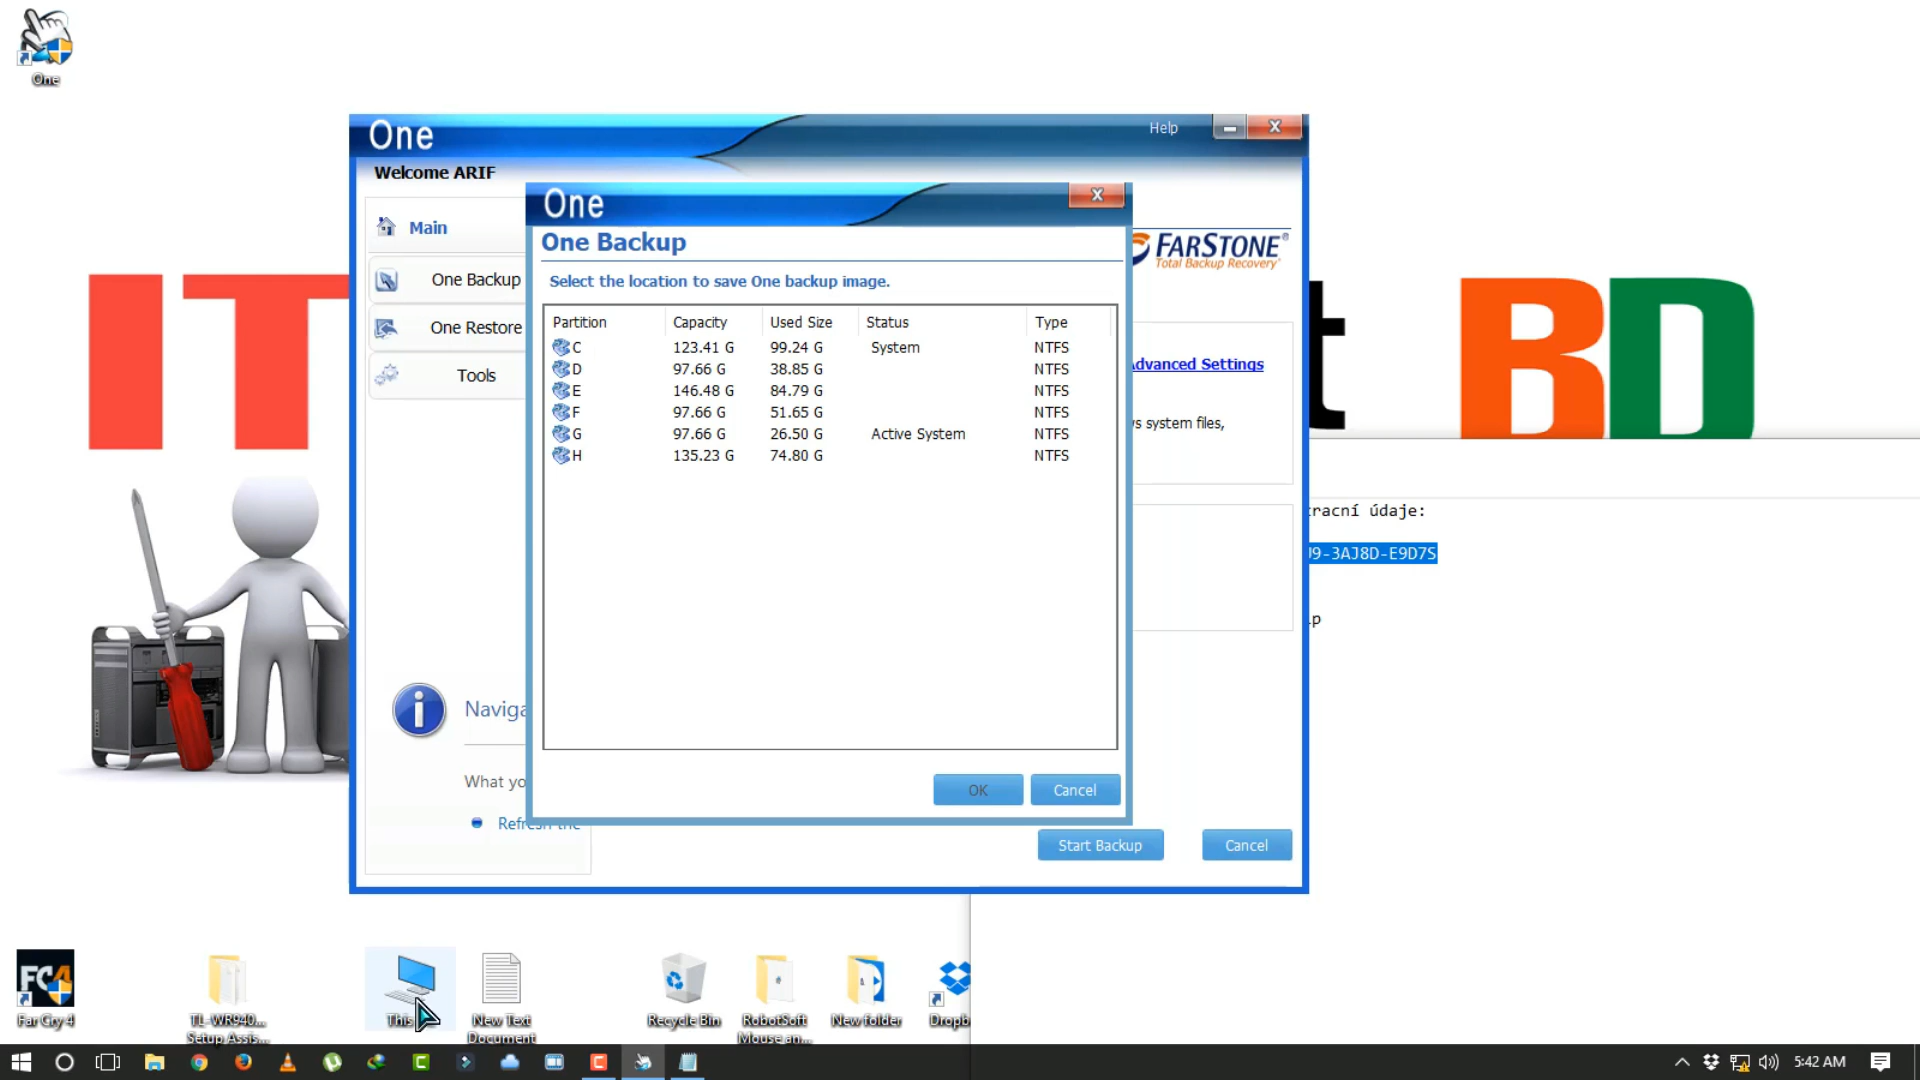 One
One
Help
Welcome ARIF
Main
One Backup
One Restore
Tools
One
One Backup
Select the location to save One backup image.
Partition Capacity Used Size Status Type
C 123.41 G 99.24 G System NTFS
D 97.66 G 38.85 G NTFS
E 146.48 G 84.79 G NTFS
F 97.66 G 51.65 G NTFS
G 97.66 G 26.50 G Active System NTFS
H 135.23 G 74.80 G NTFS
OK Cancel
FARSTONE®
Total Backup Recovery
dvanced Settings
s system files,
IT
t BD
racní údaje:
9-3AJ8D-E9D7S
Naviga
What yo
Refresh the
Start Backup Cancel
FC4
Far Cry 4
TL-WR940...
Setup Assis...
This
New Text
Document
Recycle Bin
RobotSoft
Mouse an...
New folder
Dropb
5:42 AM